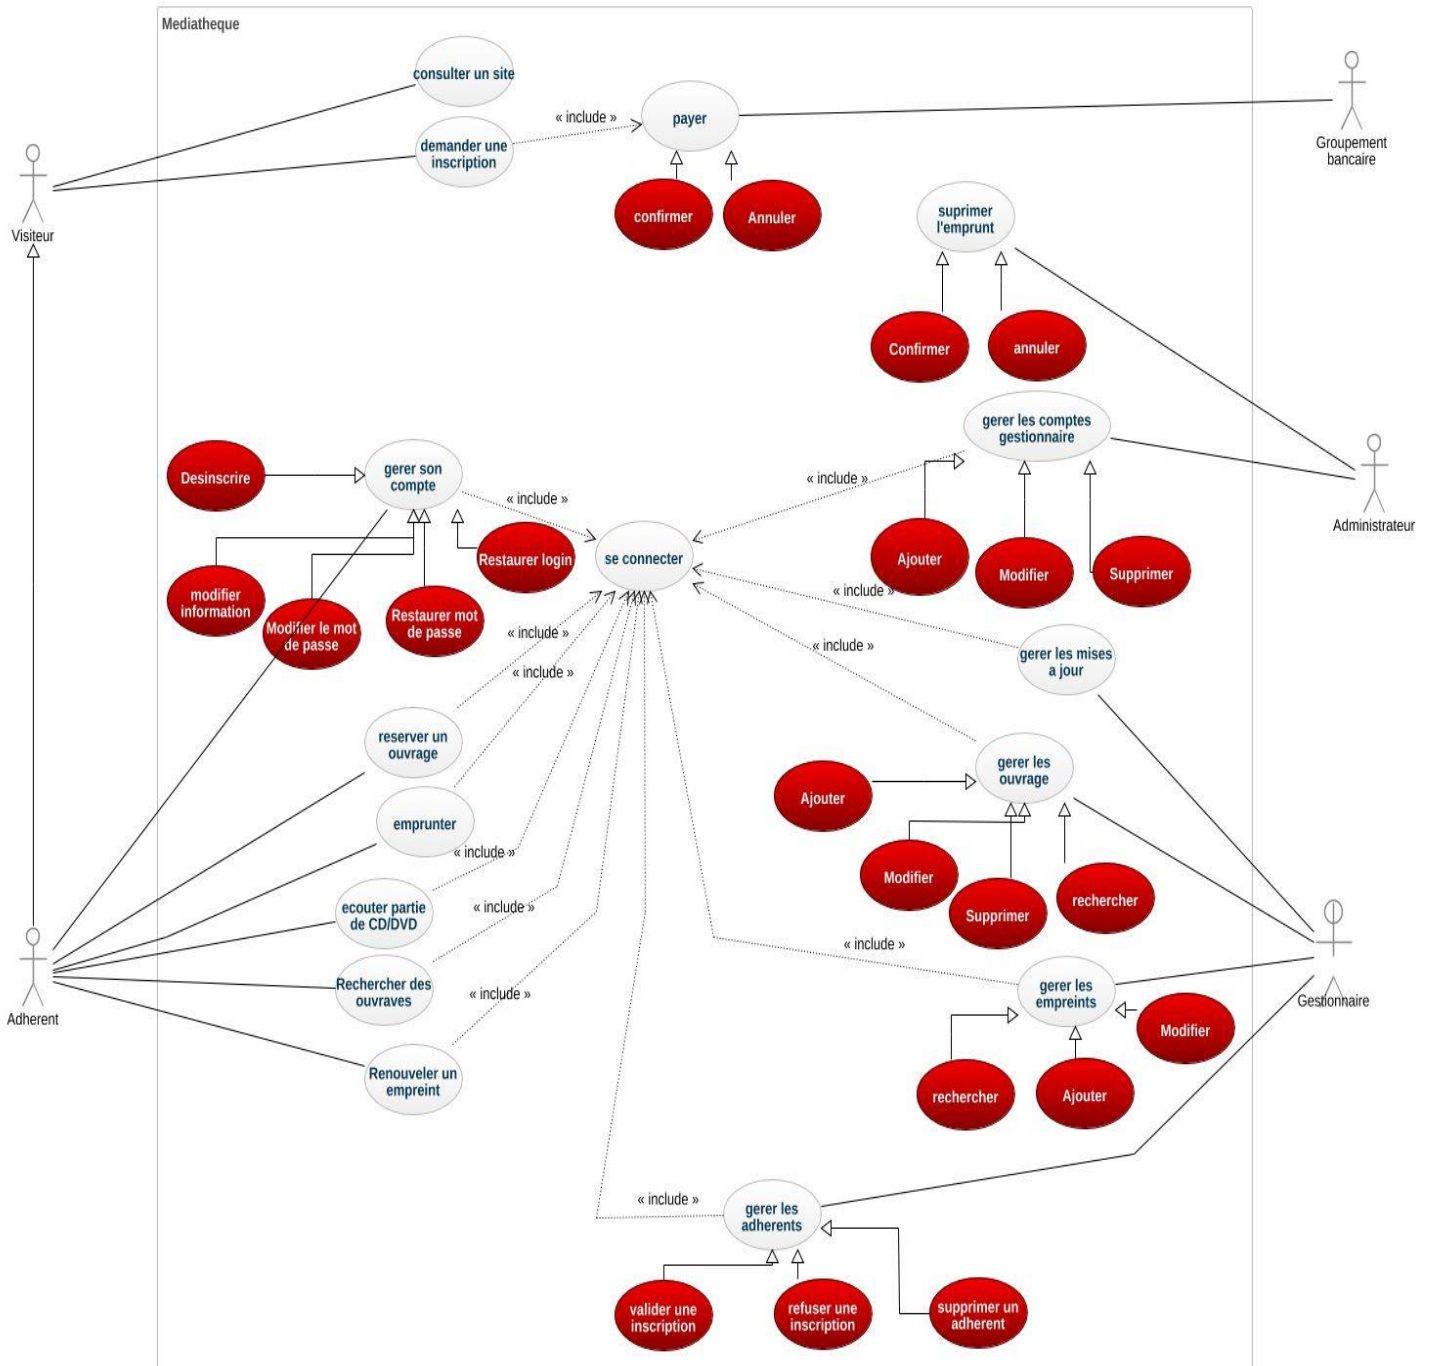 Mediatheque
consulter un site
« include »
payer
demander une
inscription
Groupement
bancaire
Visiteur
confirmer
Annuler
suprimer
l'emprunt
Confirmer
annuler
gerer les comptes
gestionnaire
Desinscrire
gerer son
compte
« include »
« include »
Administrateur
Restaurer login
se connecter
Ajouter
Modifier
Supprimer
modifier
information
Modifier le mot
de passe
Restaurer mot
de passe
« include »
« include »
« include »
« include »
gerer les mises
a jour
reserver un
ouvrage
gerer les
ouvrage
Ajouter
emprunter
« include »
Modifier
Supprimer
rechercher
ecouter partie
de CD/DVD
« include »
« include »
Adherent
Rechercher des
ouvraves
« include »
gerer les
empreints
Gestionnaire
Modifier
Renouveler un
empreint
rechercher
Ajouter
« include »
gerer les
adherents
valider une
inscription
refuser une
inscription
supprimer un
adherent